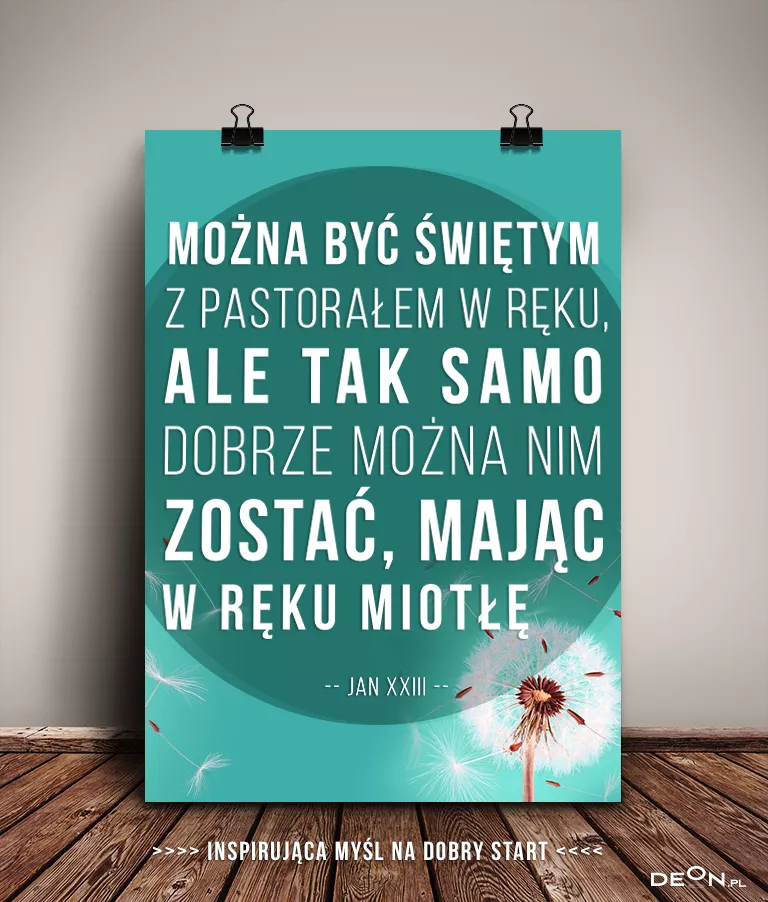 MOŻNA BYĆ ŚWIĘTYM
Z PASTORAŁEM W RĘKU,
ALE TAK SAMO
DOBRZE MOŻNA NIM
ZOSTAĆ, MAJĄC
W RĘKU MIOTŁĘ
-- JAN XXIII --
>>>> INSPIRUJĄCA MYŚL NA DOBRY START <<<<
DEON.PL